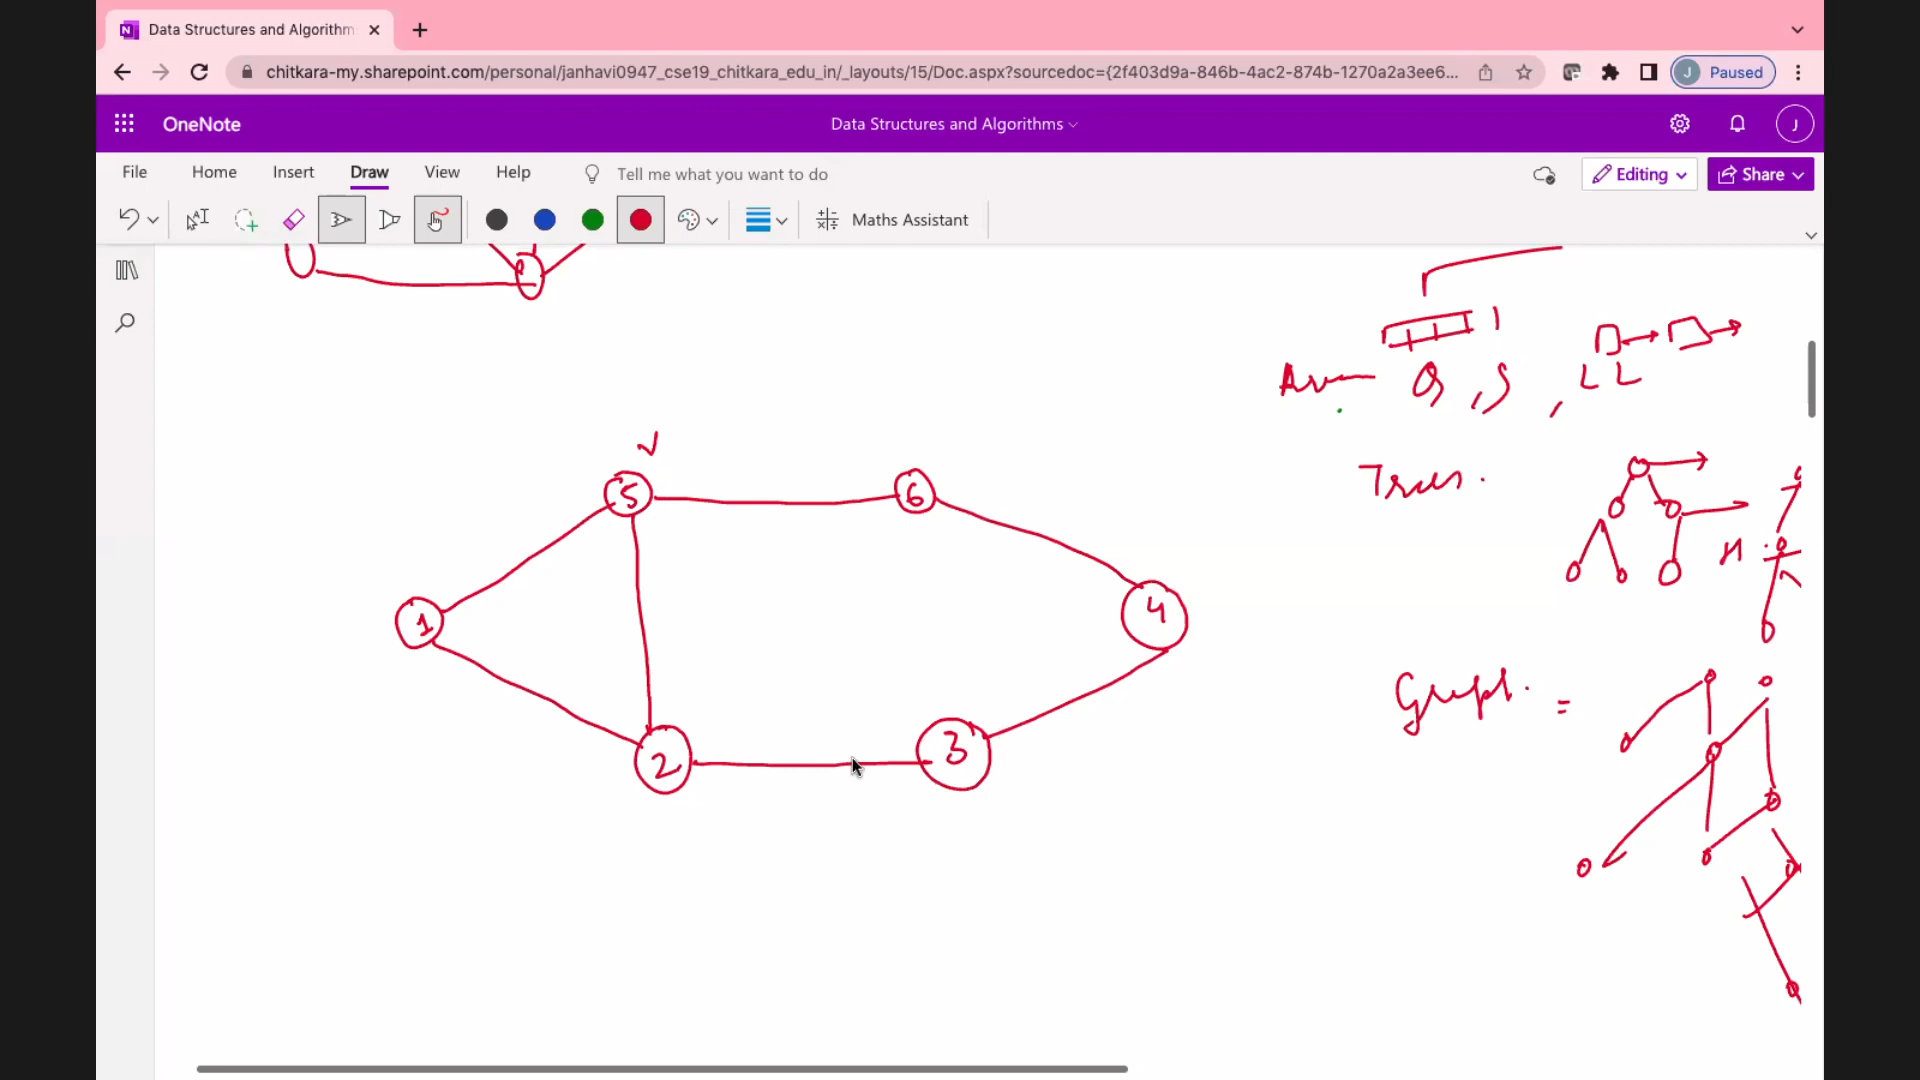 Data Structures and Algorithm
chitkara-my.sharepoint.com/personal/janhavi0947_cse19_chitkara_edu_in/_layouts/15/Doc.aspx?sourcedoc={2f403d9a-846b-4ac2-874b-1270a2a3ee6...
J Paused
OneNote
Data Structures and Algorithms
J
File Home Insert Draw View Help Tell me what you want to do
Editing Share
Maths Assistant
Q, S, LL
5 6
Trees.
1 4
Graph. =
2 3